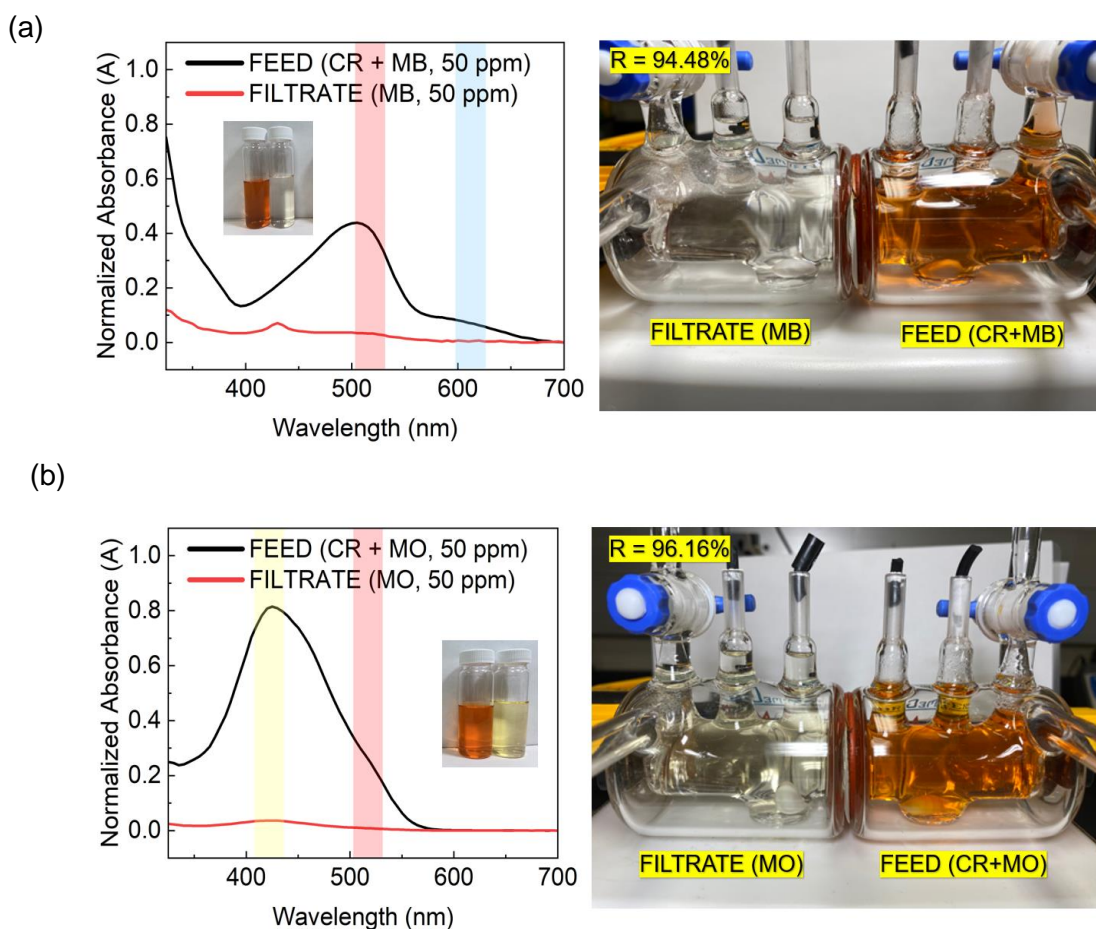 (a)
FEED (CR + MB, 50 ppm)
FILTRATE (MB, 50 ppm)
Normalized Absorbance (A)
1.0
0.8
0.6
0.4
0.2
0.0
400
500
600
700
Wavelength (nm)
R = 94.48%
FILTRATE (MB)
FEED (CR+MB)
(b)
FEED (CR + MO, 50 ppm)
FILTRATE (MO, 50 ppm)
Normalized Absorbance (A)
1.0
0.8
0.6
0.4
0.2
0.0
400
500
600
700
Wavelength (nm)
R = 96.16%
FILTRATE (MO)
FEED (CR+MO)